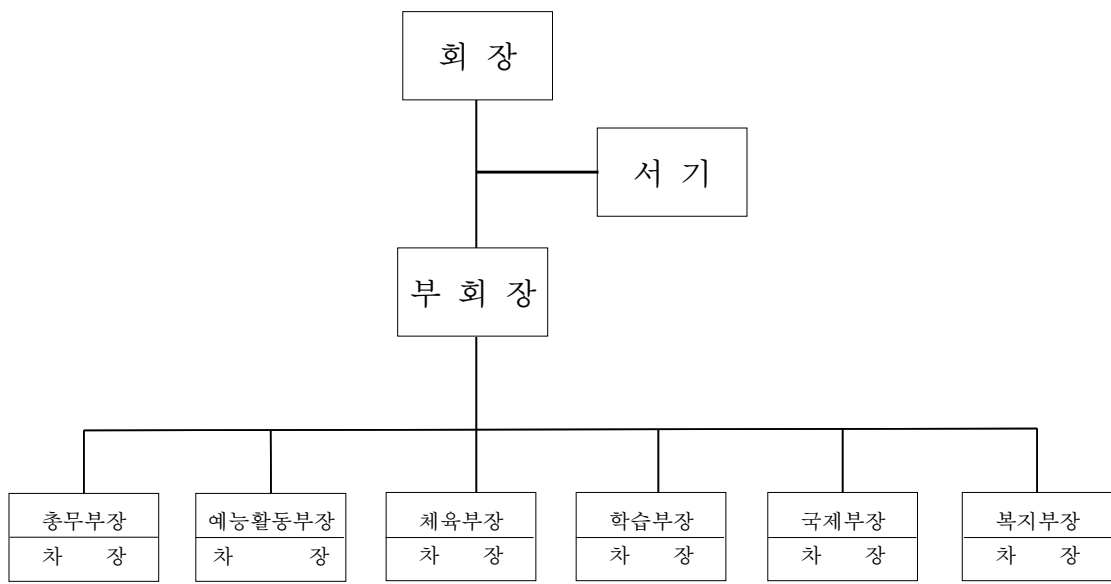 회 장
서 기
부 회 장
총무부장
차 장
예능활동부장
차 장
체육부장
차 장
학습부장
차 장
국제부장
차 장
복지부장
차 장